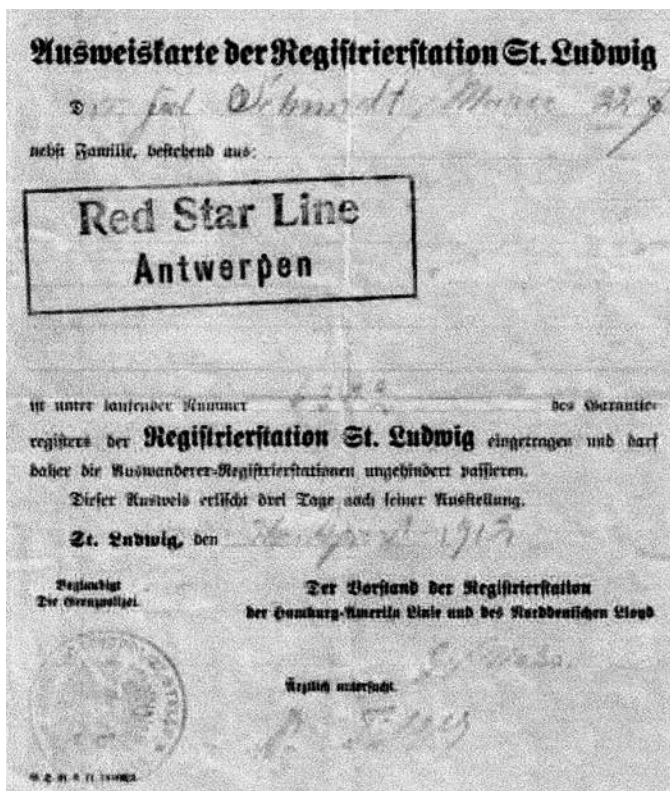 Ausweiskarte der Registrierstation St. Ludwig
D
nebst Familie, bestehend aus:
Red Star Line
Antwerpen
ist unter laufender Nummer des Garantie-
registers der Registrierstation St. Ludwig eingetragen und darf
daher die Auswanderer-Registrierstationen ungehindert passieren.
Dieser Ausweis erlischt drei Tage nach seiner Ausstellung.
St. Ludwig, den
Beglaubigt
Die Grenzpolizei.
Der Vorstand der Registrierstation
der Hamburg-Amerika Linie und des Norddeutschen Lloyd
Ärztlich untersucht.